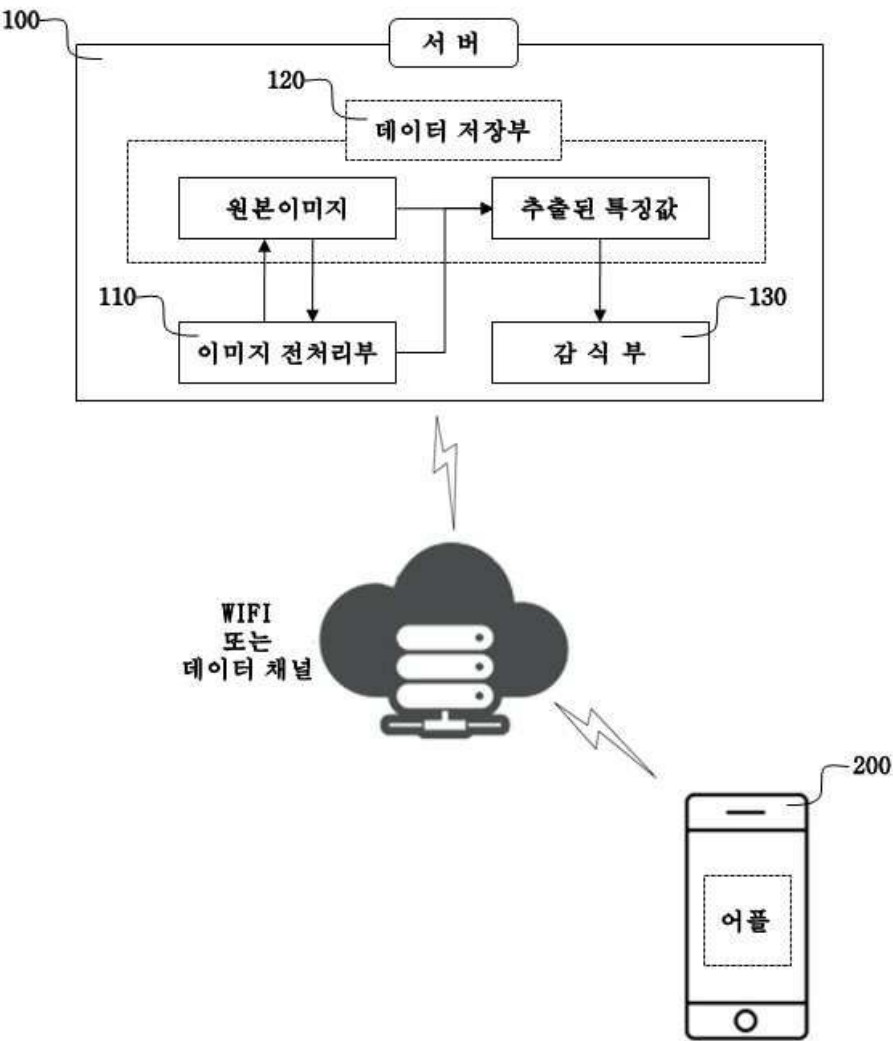 100
서 버
120
데이터 저장부
원본이미지
추출된 특징값
110
130
이미지 전처리부
감 식 부
WIFI
또는
데이터 채널
200
어플